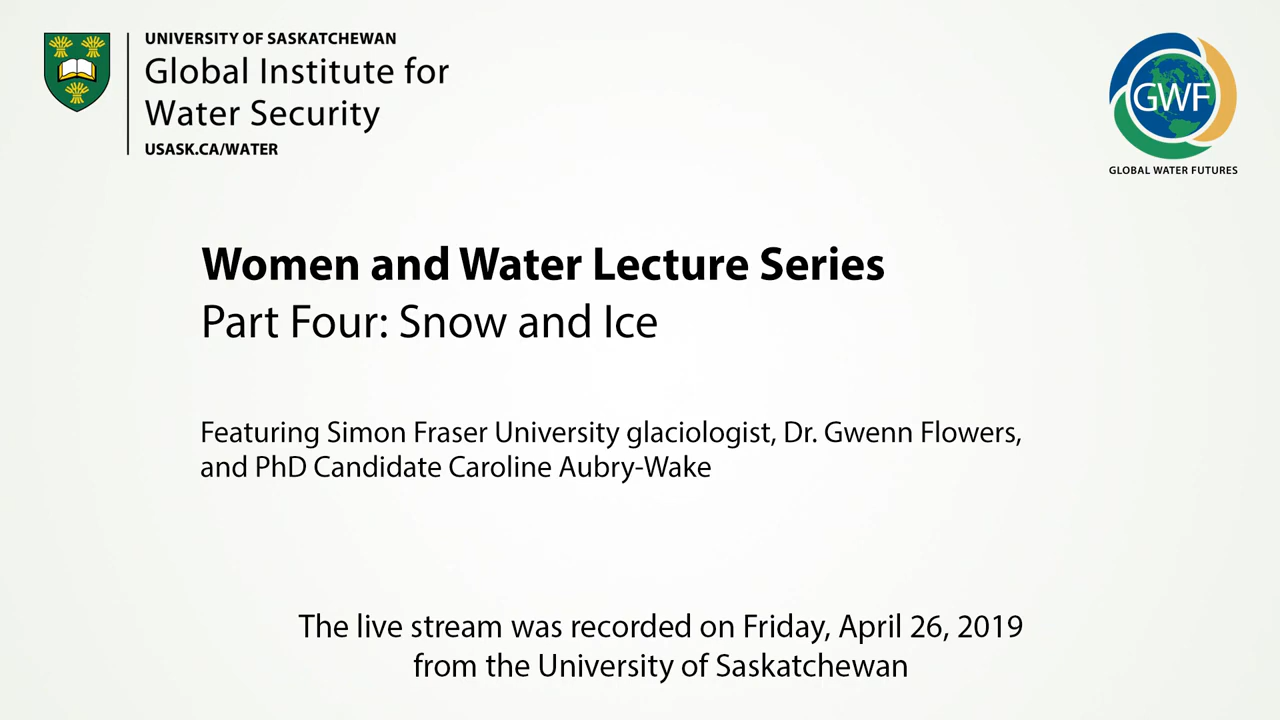 UNIVERSITY OF SASKATCHEWAN
Global Institute for
Water Security
USASK.CA/WATER
GWF
GLOBAL WATER FUTURES
Women and Water Lecture Series
Part Four: Snow and Ice
Featuring Simon Fraser University glaciologist, Dr. Gwenn Flowers,
and PhD Candidate Caroline Aubry-Wake
The live stream was recorded on Friday, April 26, 2019
from the University of Saskatchewan